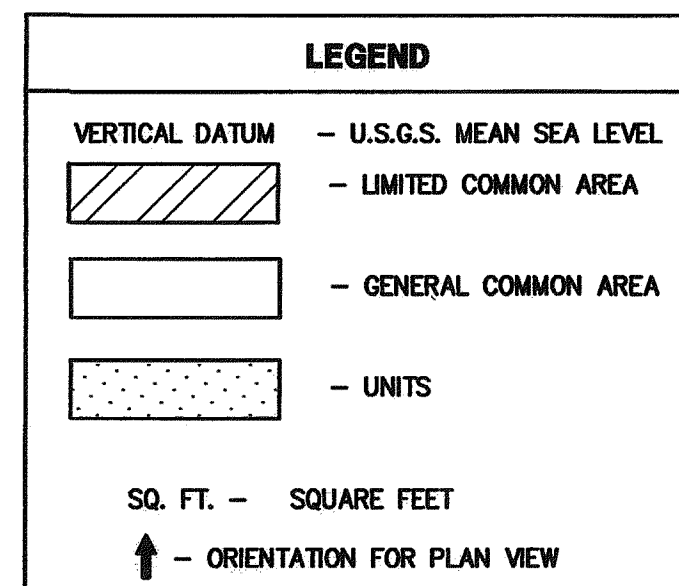 LEGEND
VERTICAL DATUM – U.S.G.S. MEAN SEA LEVEL
– LIMITED COMMON AREA
– GENERAL COMMON AREA
– UNITS
SQ. FT. – SQUARE FEET
– ORIENTATION FOR PLAN VIEW